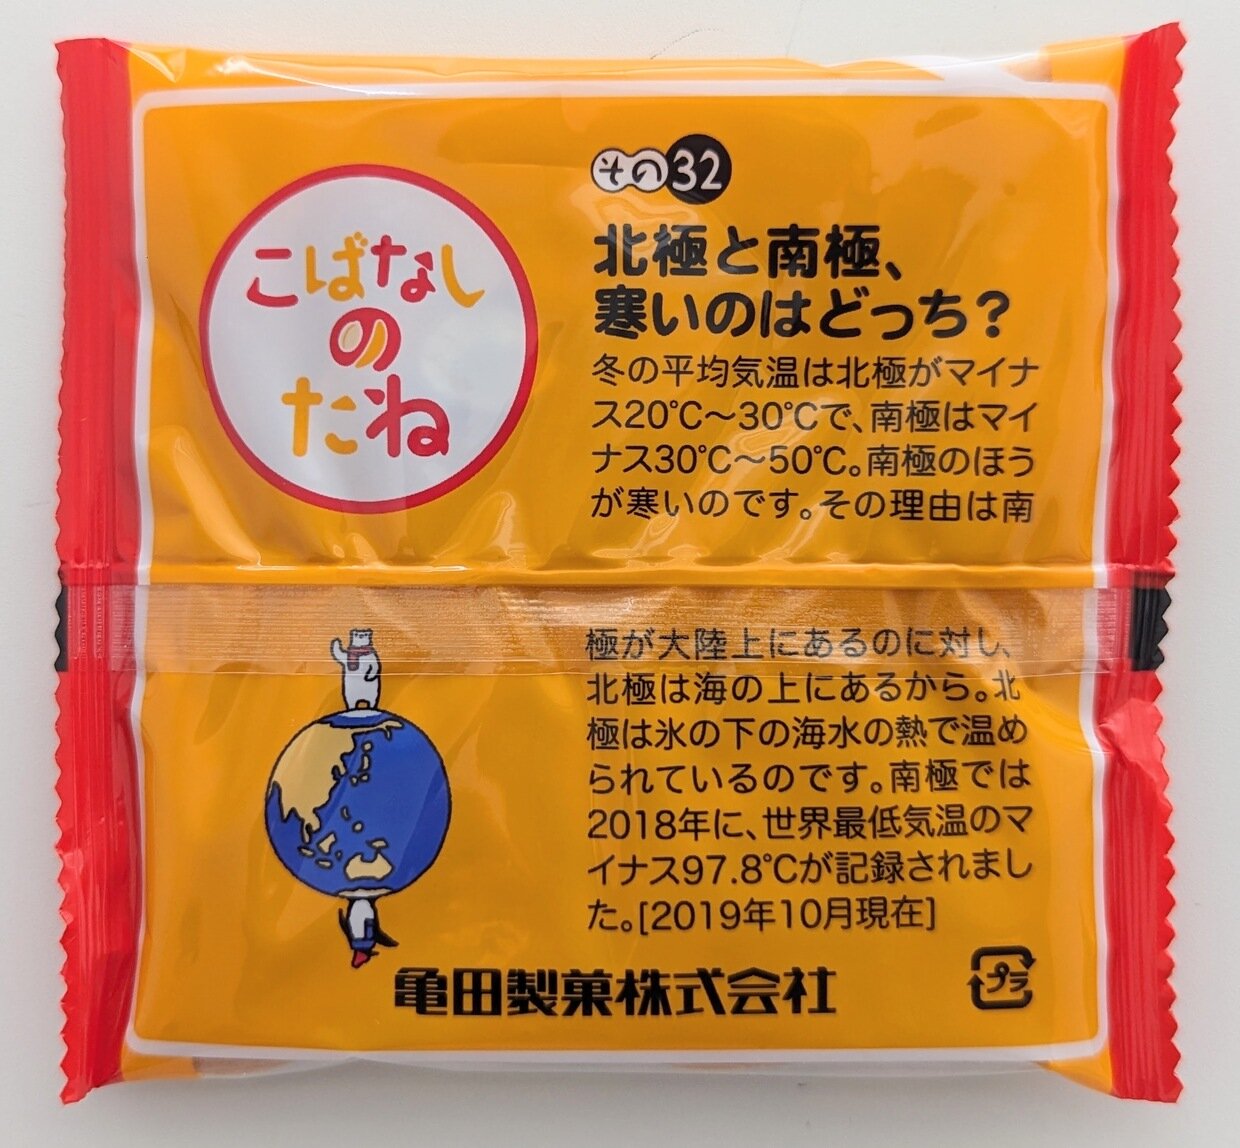 こばなし
の
たね
その32
北極と南極、
寒いのはどっち？
冬の平均気温は北極がマイナ
ス20℃〜30℃で、南極はマイ
ナス30℃〜50℃。南極のほう
が寒いのです。その理由は南
極が大陸上にあるのに対し、
北極は海の上にあるから。北
極は氷の下の海水の熱で温め
られているのです。南極では
2018年に、世界最低気温のマ
イナス97.8℃が記録されまし
た。[2019年10月現在]
亀田製菓株式会社
プラ